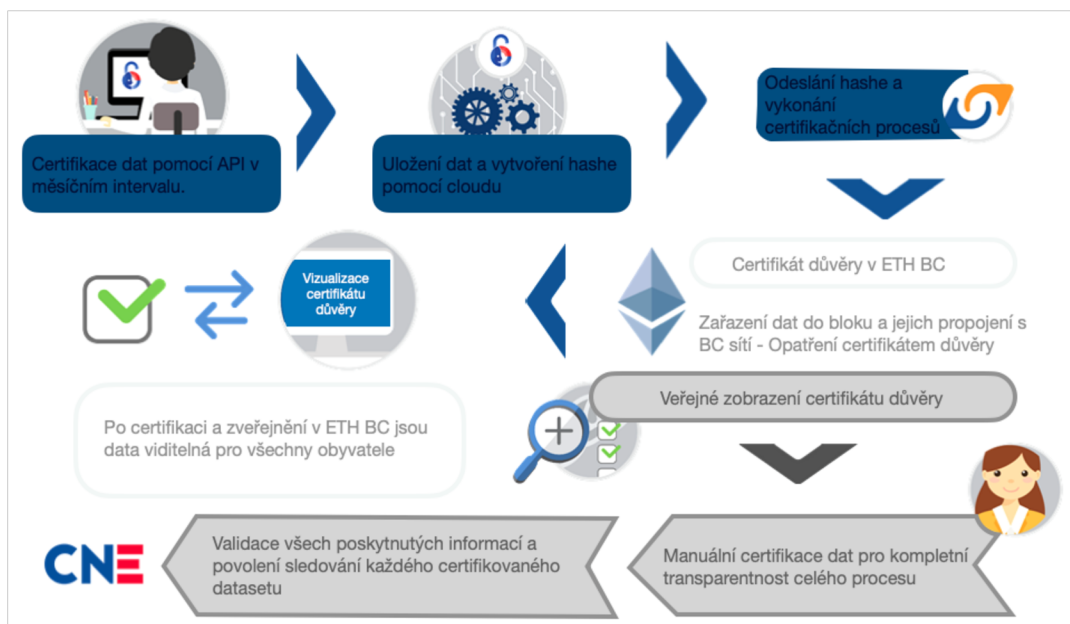 Certifikace dat pomocí API v
měsíčním intervalu.
Uložení dat a vytvoření hashe
pomocí cloudu
Odeslání hashe a
vykonání
certifikačních procesů
Certifikát důvěry v ETH BC
Zařazení dat do bloku a jejich propojení s
BC sítí - Opatření certifikátem důvěry
Vizualizace
certifikátu
důvěry
Po certifikaci a zveřejnění v ETH BC jsou
data viditelná pro všechny obyvatele
Veřejné zobrazení certifikátu důvěry
Manuální certifikace dat pro kompletní
transparentnost celého procesu
Validace všech poskytnutých informací a
povolení sledování každého certifikovaného
datasetu
CNE